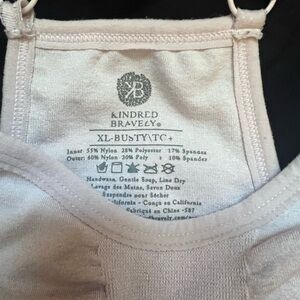 KB
KINDRED
BRAVELY®
XL-BUSTY\TC+
Inner: 55% Nylon 28% Polyester 17% Spandex
Outer: 60% Nylon 30% Poly 10% Spandex
Handwash, Gentle Soap, Line Dry
Lavage des Mains, Savon Doux
Suspendre pour Sécher
Conçu en California
Fabriqué en Chine -587